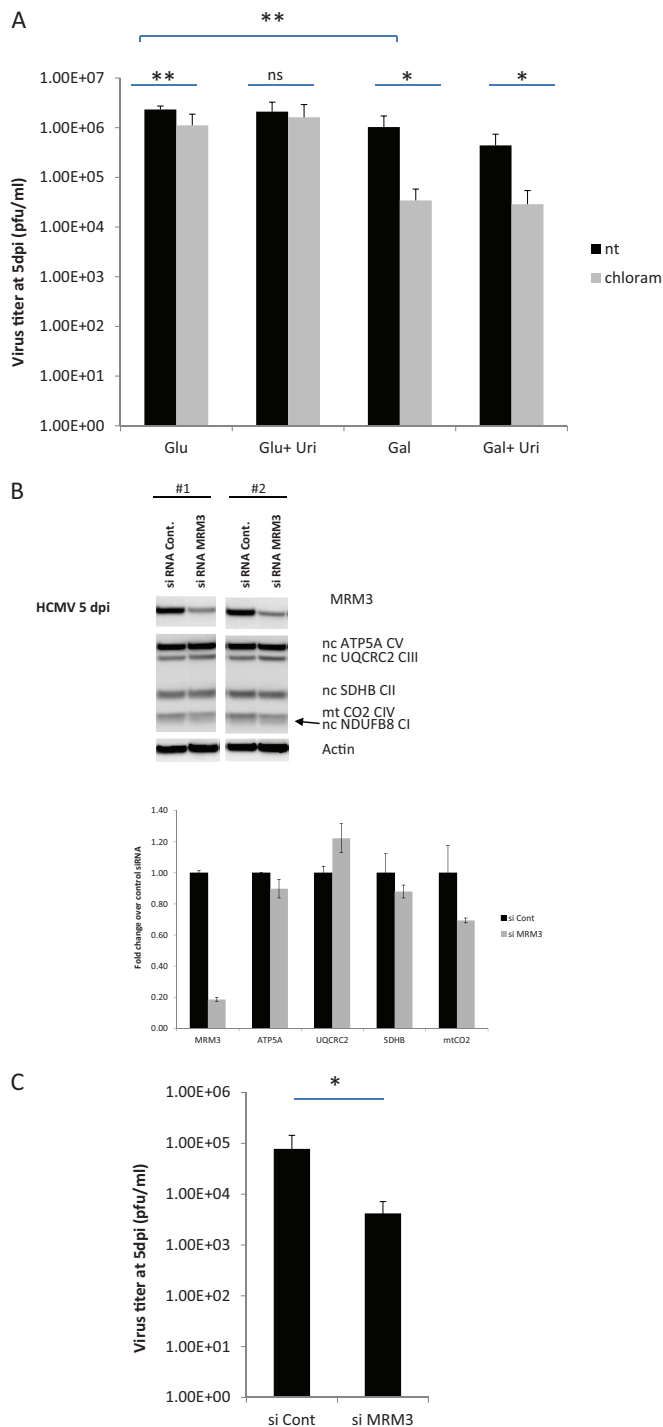 A
**
** ns * *
1.00E+07
1.00E+06
1.00E+05
1.00E+04
1.00E+03
1.00E+02
1.00E+01
1.00E+00
Virus titer at 5dpi (pfu/ml)
nt
chloram
Glu Glu+ Uri Gal Gal+ Uri
B
#1 #2
si RNA Cont.
si RNA MRM3
si RNA Cont.
si RNA MRM3
HCMV 5 dpi
MRM3
nc ATP5A CV
nc UQCRC2 CIII
nc SDHB CII
mt CO2 CIV
nc NDUFB8 CI
Actin
1.40
1.20
1.00
0.80
0.60
0.40
0.20
0.00
Fold change over control siRNA
si Cont
si MRM3
MRM3 ATP5A UQCRC2 SDHB mtCO2
C
*
1.00E+06
1.00E+05
1.00E+04
1.00E+03
1.00E+02
1.00E+01
1.00E+00
Virus titer at 5dpi (pfu/ml)
si Cont si MRM3